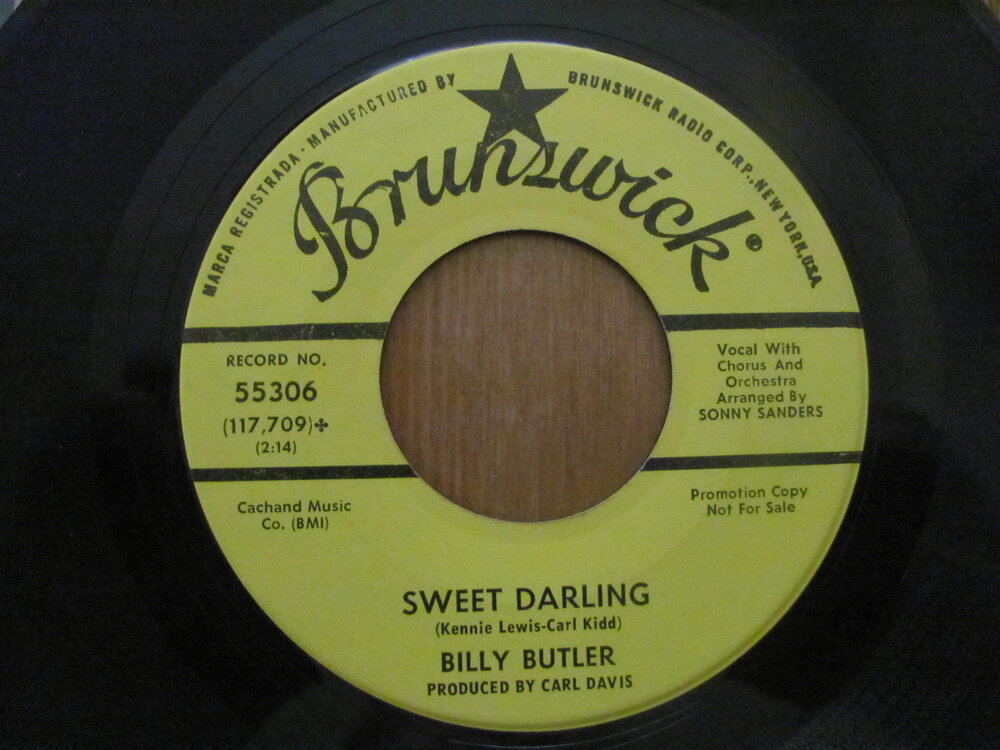 MARCA REGISTRADA · MANUFACTURED BY BRUNSWICK RADIO CORP., NEW YORK, USA
Brunswick®
RECORD NO.
55306
(117,709)✤
(2:14)
Vocal With
Chorus And
Orchestra
Arranged By
SONNY SANDERS
Cachand Music
Co. (BMI)
Promotion Copy
Not For Sale
SWEET DARLING
(Kennie Lewis-Carl Kidd)
BILLY BUTLER
PRODUCED BY CARL DAVIS